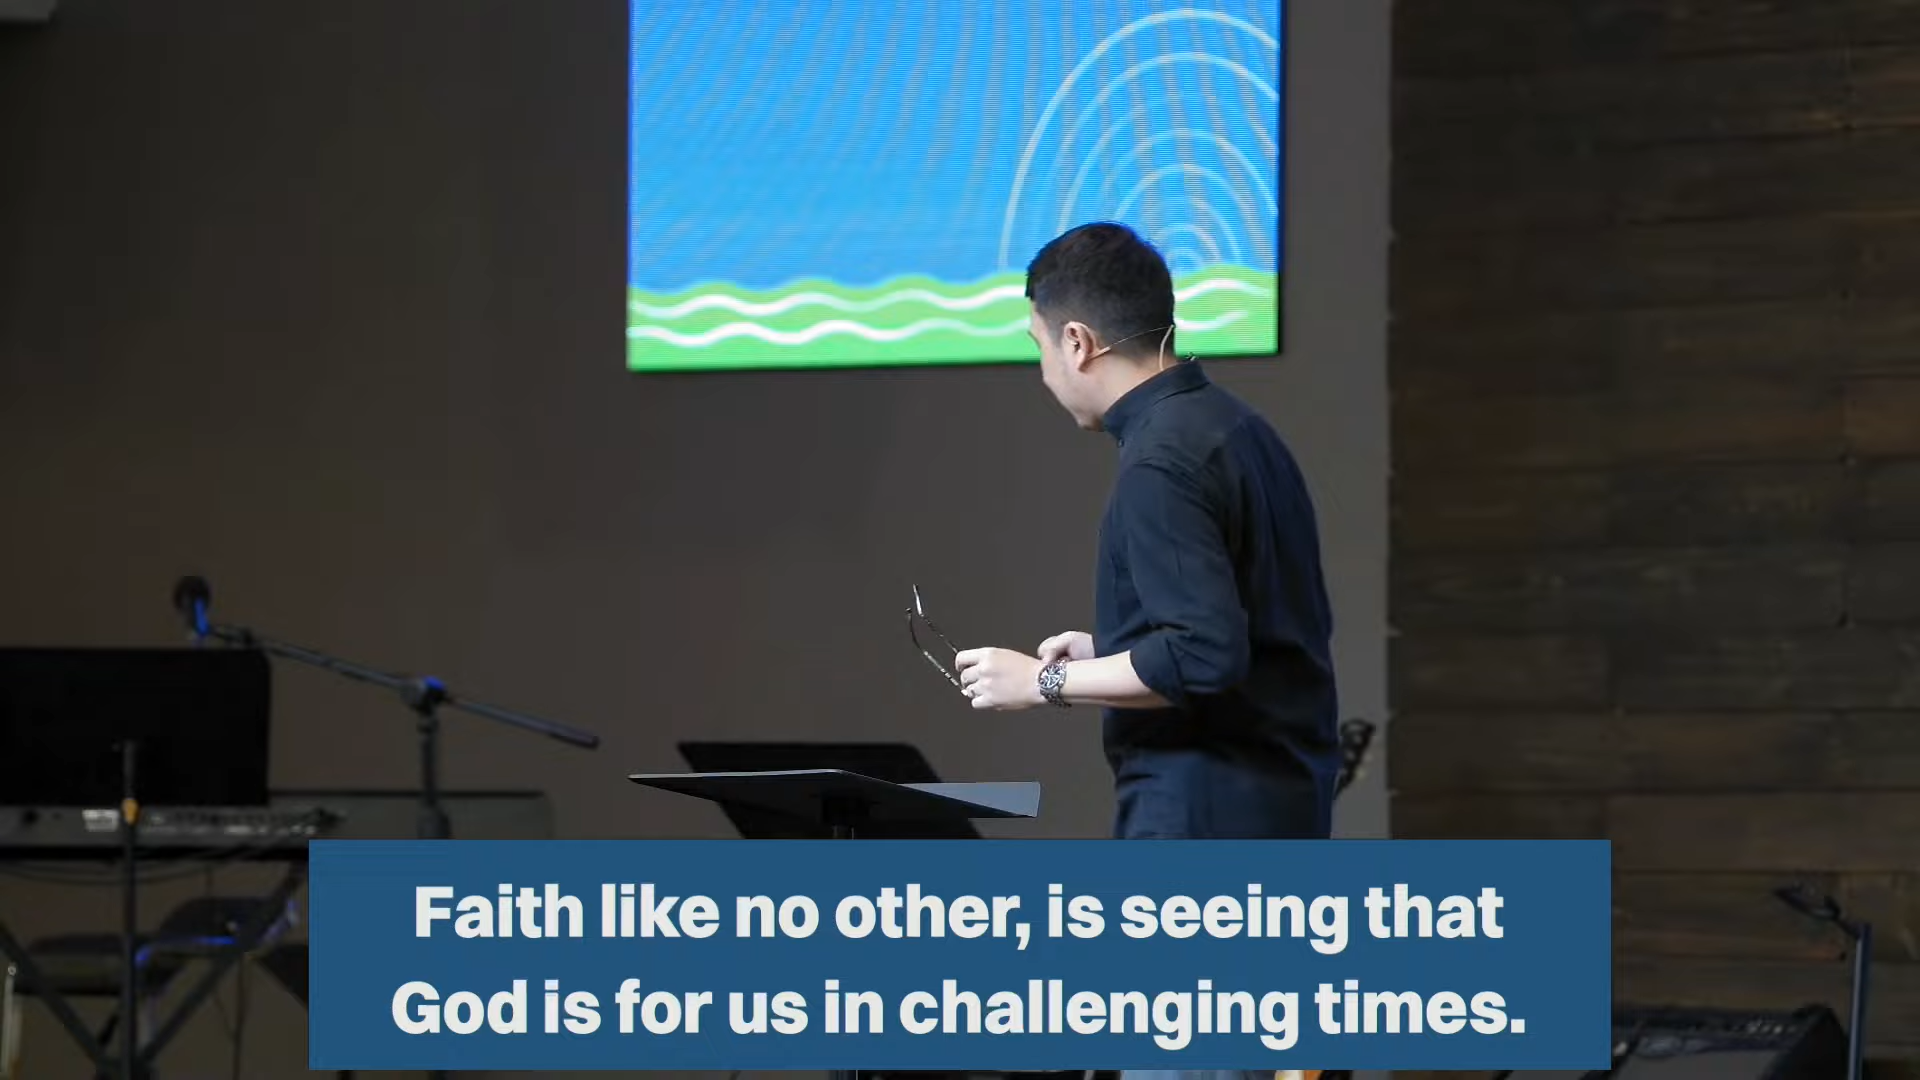 Faith like no other, is seeing that
God is for us in challenging times.